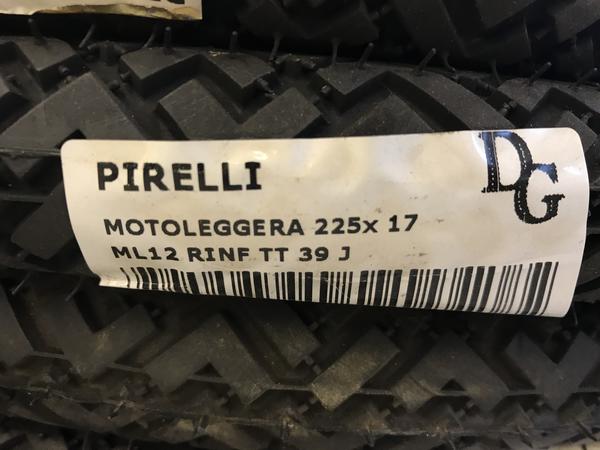 PIRELLI
DG
MOTOLEGGERA 225x 17
ML12 RINF TT 39 J